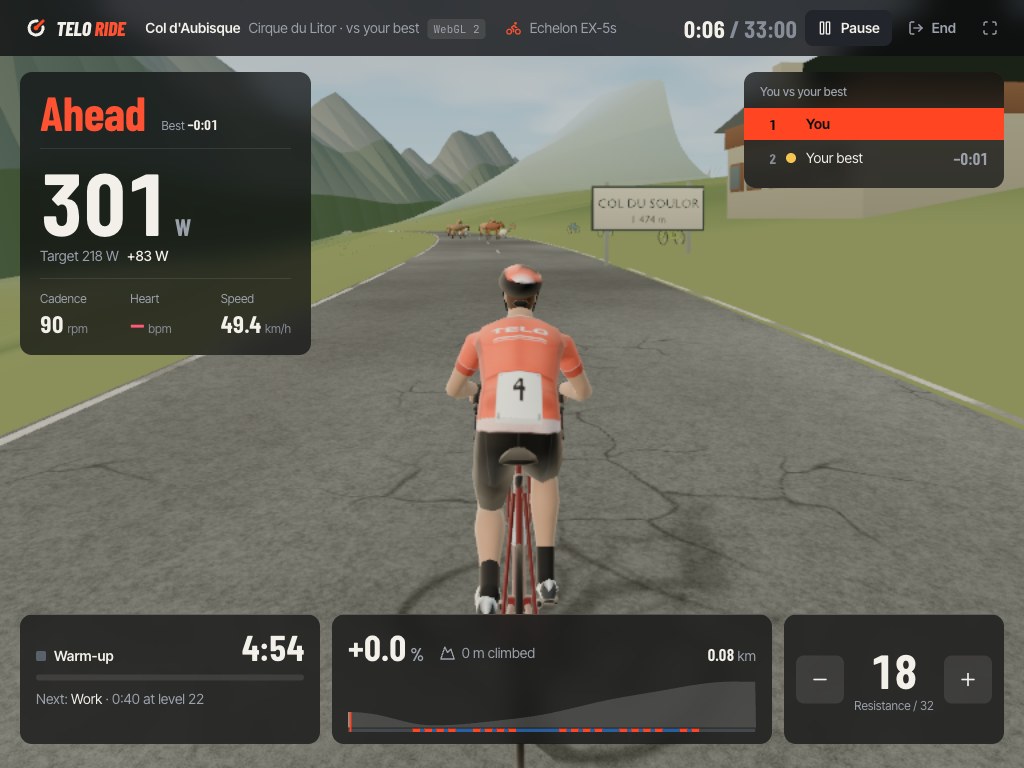 TELO RIDE Col d'Aubisque Cirque du Litor · vs your best WebGL 2 Echelon EX-5s 0:06 / 33:00 Pause End
Ahead Best −0:01
301 W
Target 218 W +83 W
Cadence Heart Speed
90 rpm — bpm 49.4 km/h
You vs your best
1 You
2 Your best −0:01
COL DU SOULOR
1 474 m
TELO
4
Warm-up 4:54
Next: Work · 0:40 at level 22
+0.0 % 0 m climbed 0.08 km
− 18 +
Resistance / 32